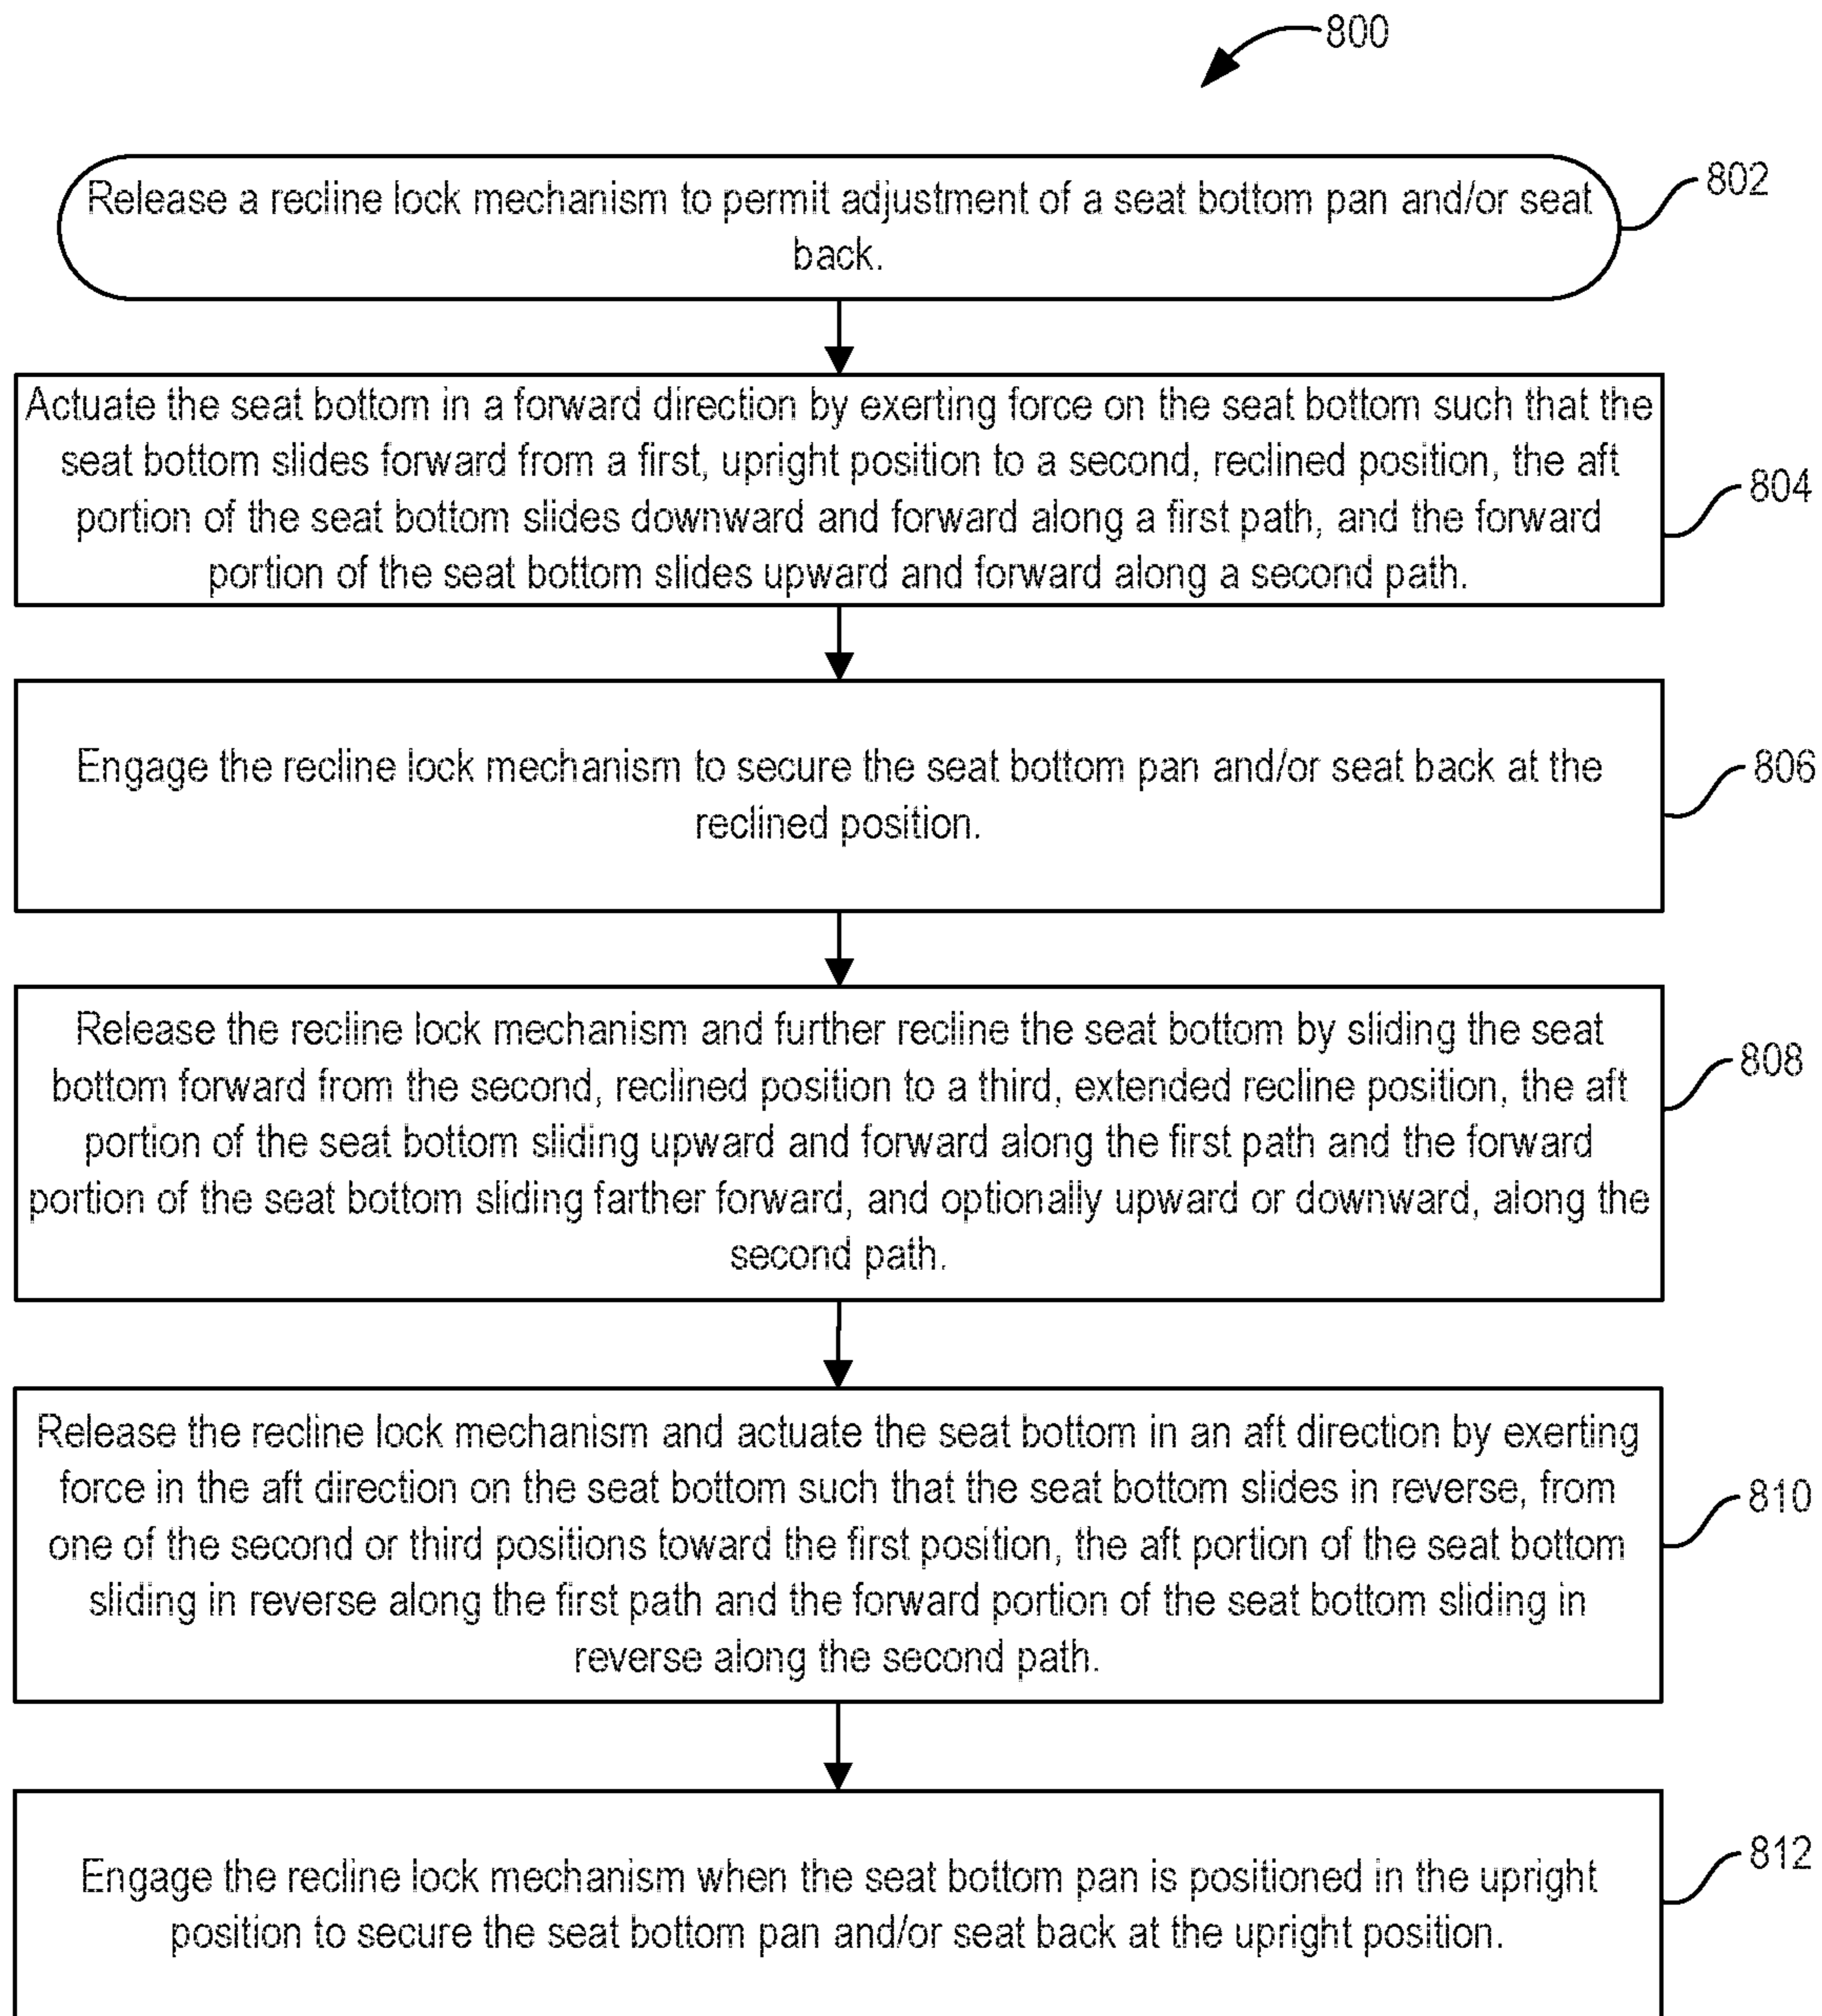 800
Release a recline lock mechanism to permit adjustment of a seat bottom pan and/or seat
back.
802
Actuate the seat bottom in a forward direction by exerting force on the seat bottom such that the
seat bottom slides forward from a first, upright position to a second, reclined position, the aft
portion of the seat bottom slides downward and forward along a first path, and the forward
portion of the seat bottom slides upward and forward along a second path.
804
Engage the recline lock mechanism to secure the seat bottom pan and/or seat back at the
reclined position.
806
Release the recline lock mechanism and further recline the seat bottom by sliding the seat
bottom forward from the second, reclined position to a third, extended recline position, the aft
portion of the seat bottom sliding upward and forward along the first path and the forward
portion of the seat bottom sliding farther forward, and optionally upward or downward, along the
second path.
808
Release the recline lock mechanism and actuate the seat bottom in an aft direction by exerting
force in the aft direction on the seat bottom such that the seat bottom slides in reverse, from
one of the second or third positions toward the first position, the aft portion of the seat bottom
sliding in reverse along the first path and the forward portion of the seat bottom sliding in
reverse along the second path.
810
Engage the recline lock mechanism when the seat bottom pan is positioned in the upright
position to secure the seat bottom pan and/or seat back at the upright position.
812